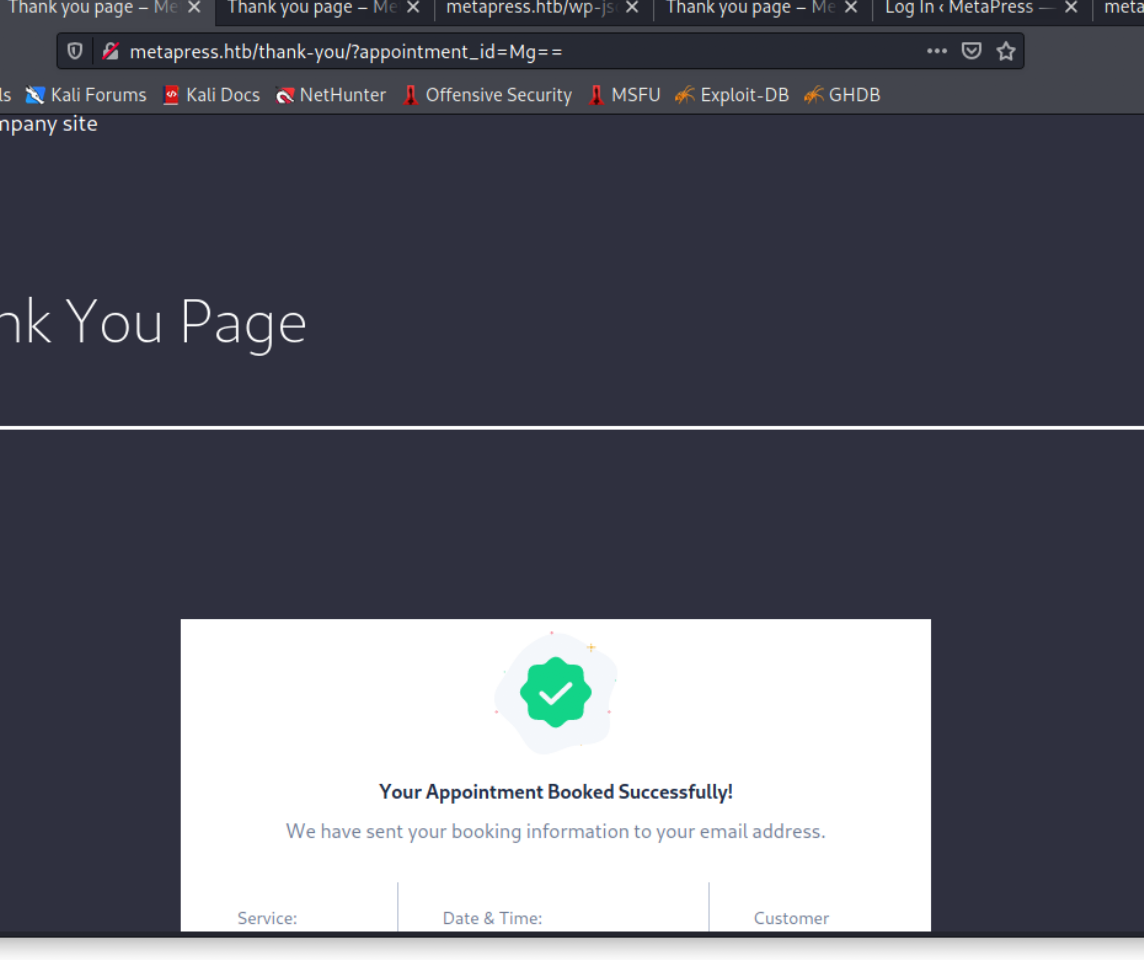 Thank you page – Me Thank you page – Me metapress.htb/wp-js Thank you page – Me Log In ‹ MetaPress — meta
metapress.htb/thank-you/?appointment_id=Mg==
ls Kali Forums Kali Docs NetHunter Offensive Security MSFU Exploit-DB GHDB
mpany site
nk You Page
Your Appointment Booked Successfully!
We have sent your booking information to your email address.
Service: Date & Time: Customer